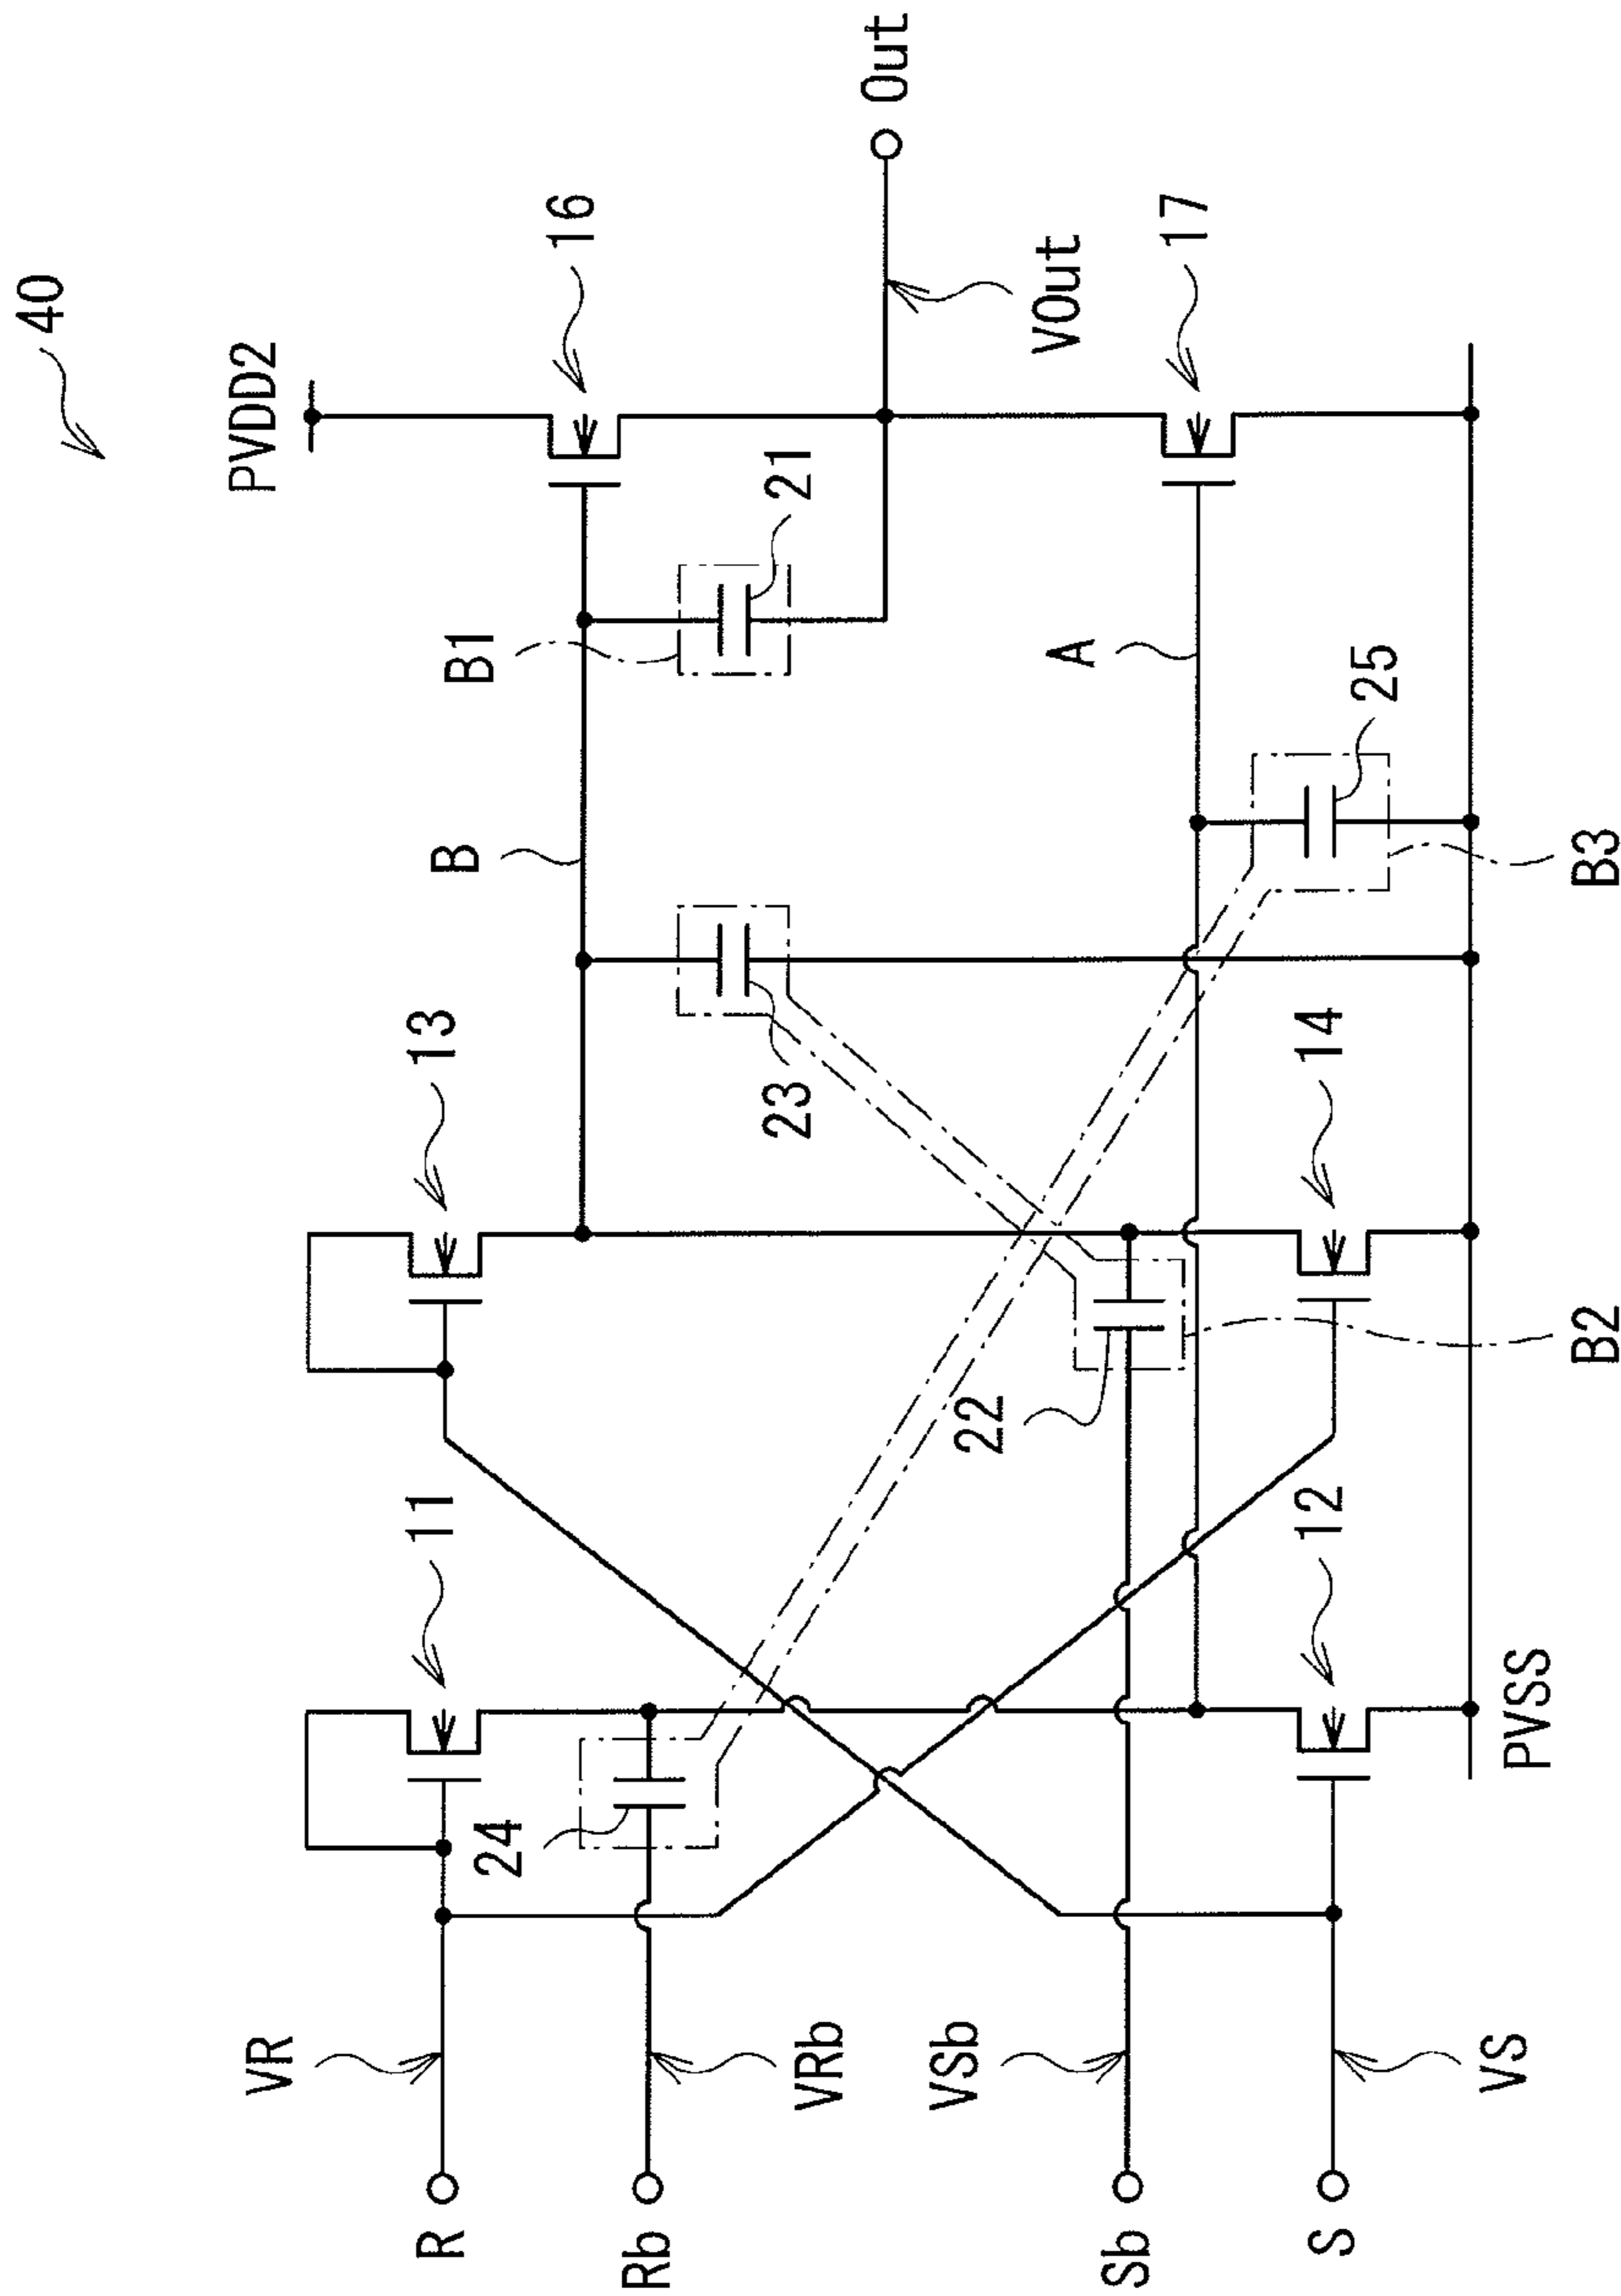 40
PVDD2
16
Out
VOut
17
B1
21
A
B
25
B3
23
13
14
22
B2
11
24
12
PVSS
VR
VRb
VSb
VS
R
Rb
Sb
S